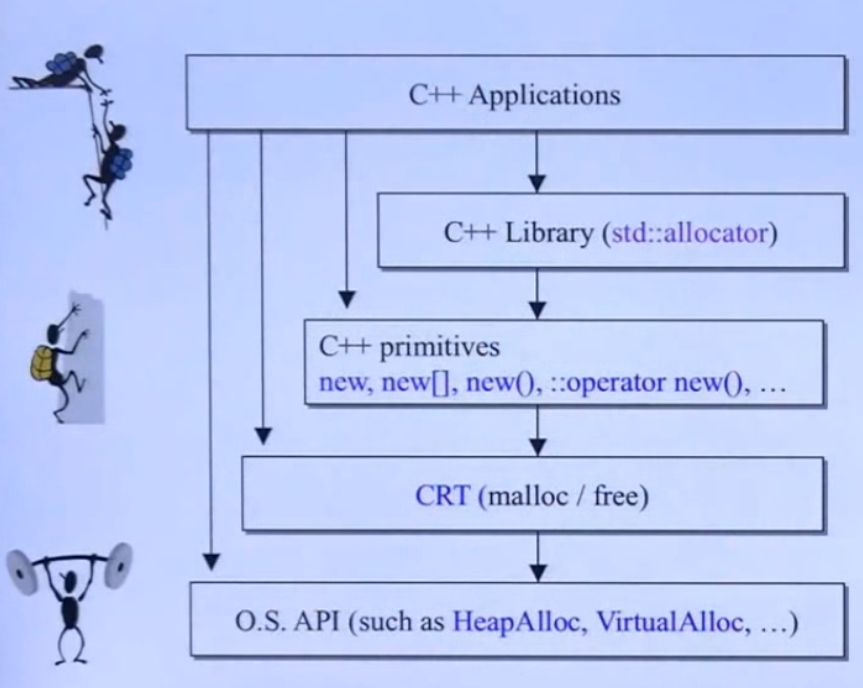 C++ Applications
C++ Library (std::allocator)
C++ primitives
new, new[], new(), ::operator new(), …
CRT (malloc / free)
O.S. API (such as HeapAlloc, VirtualAlloc, …)